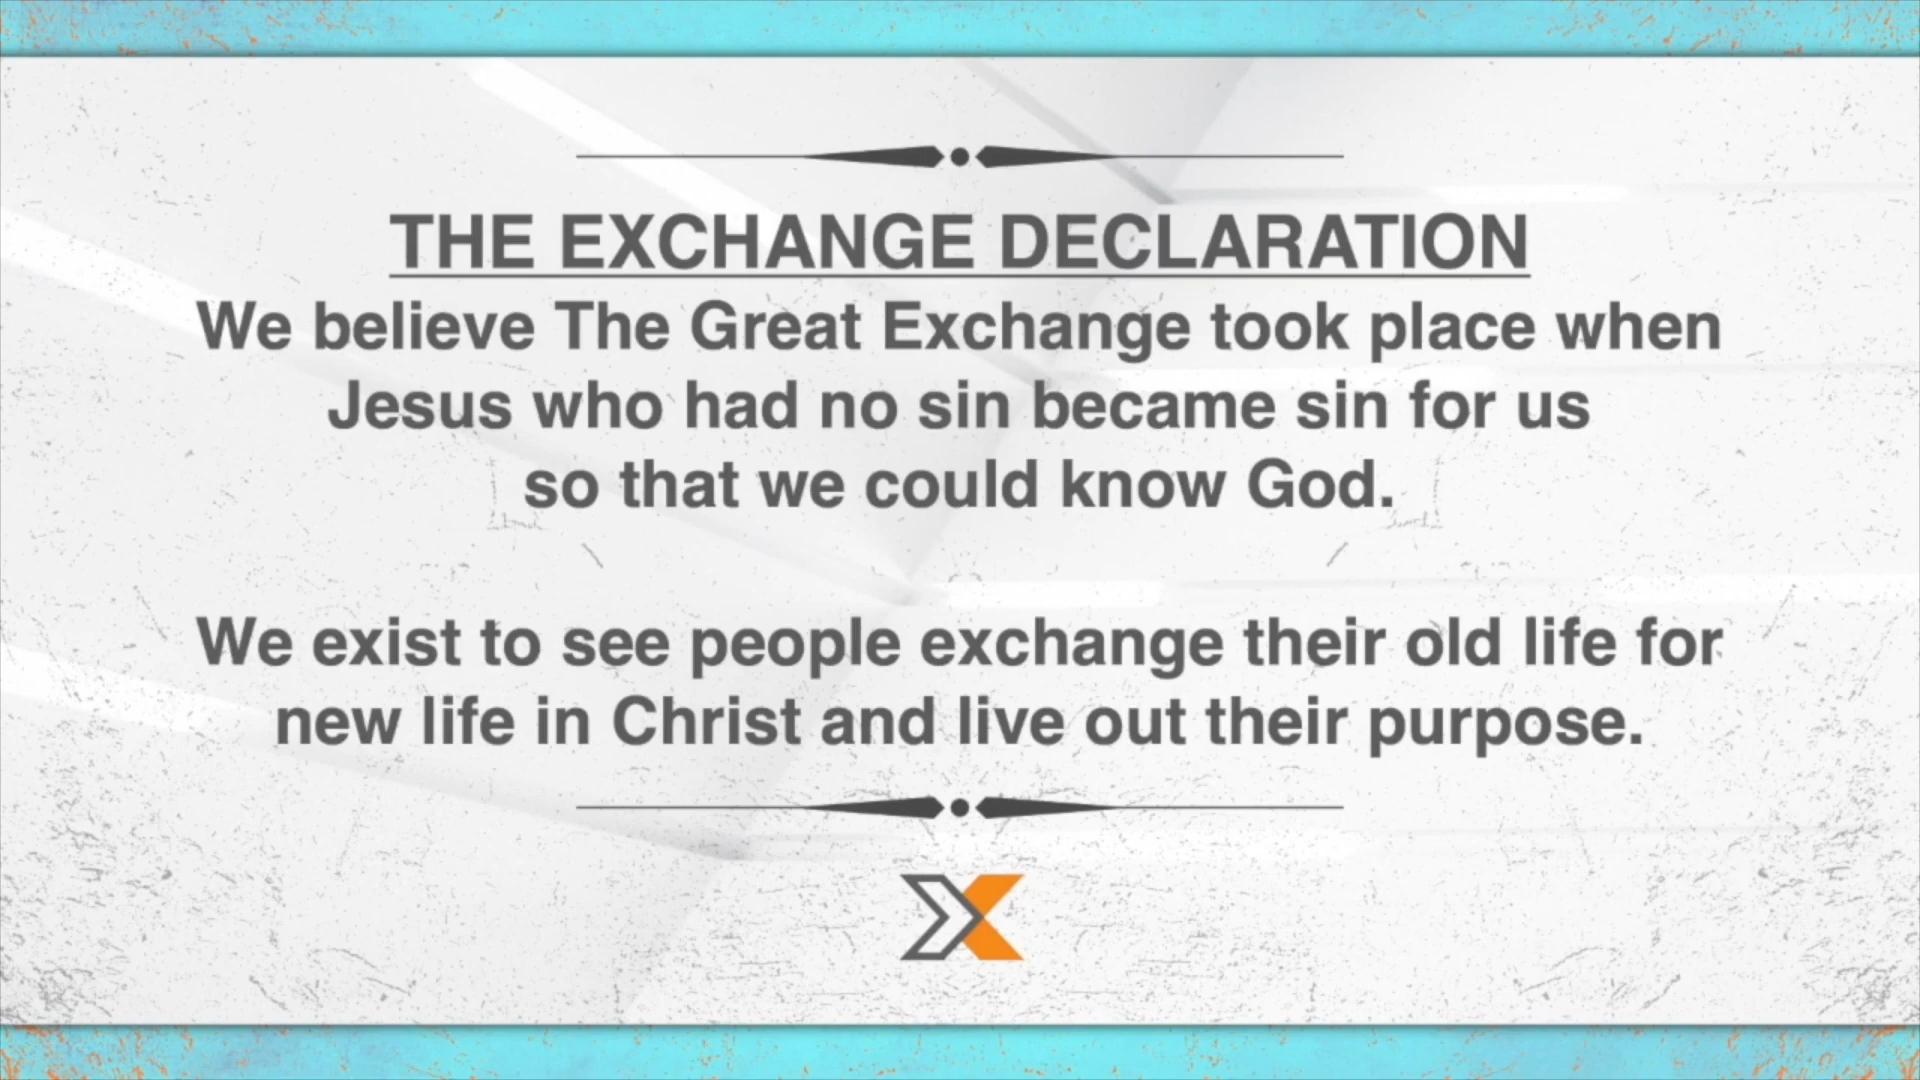 THE EXCHANGE DECLARATION
We believe The Great Exchange took place when
Jesus who had no sin became sin for us
so that we could know God.
We exist to see people exchange their old life for
new life in Christ and live out their purpose.